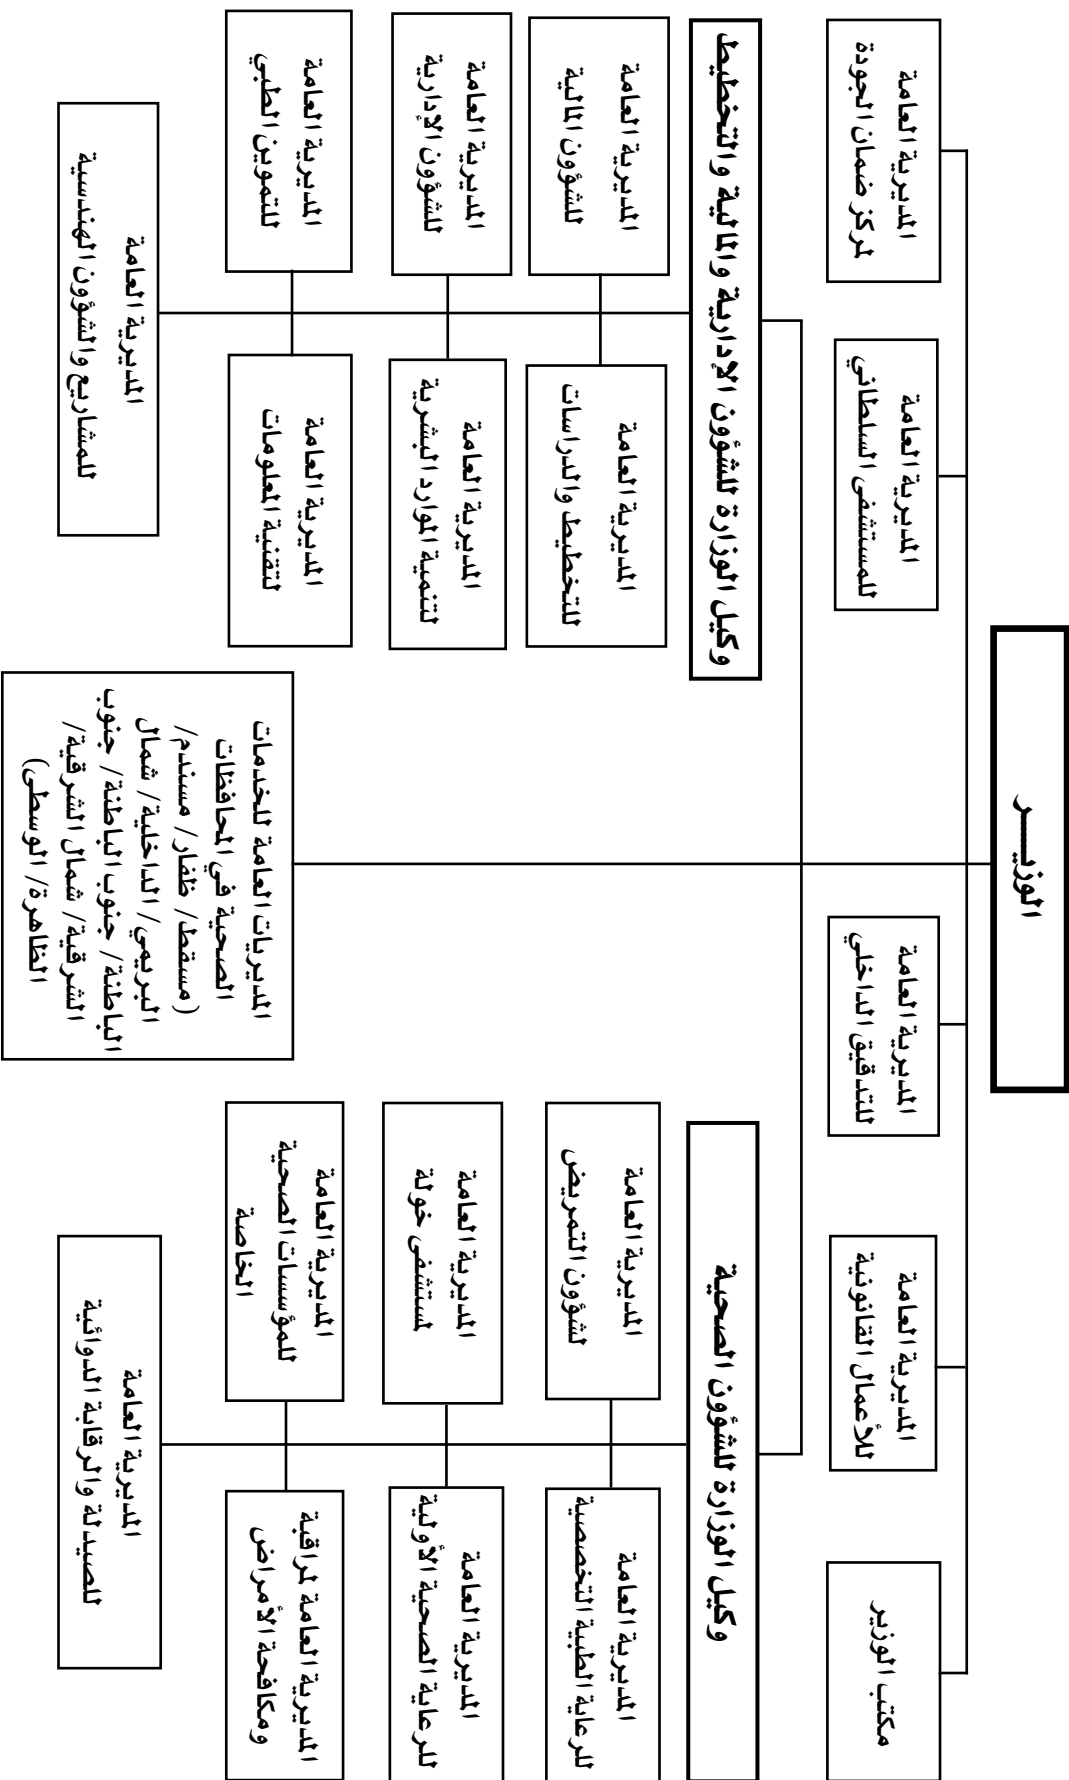 الوزيـــر
مكتب الوزير
المديرية العامة
للأعمال القانونية
المديرية العامة
للتدقيق الداخلي
المديرية العامة
للمستشفى السلطاني
المديرية العامة
لمركز ضمان الجودة
وكيل الوزارة للشؤون الصحية
المديرية العامة
للرعاية الطبية التخصصية
المديرية العامة
لشؤون التمريض
المديرية العامة
للرعاية الصحية الأولية
المديرية العامة
لمستشفى خولة
المديرية العامة لمراقبة
ومكافحة الأمراض
المديرية العامة
للمؤسسات الصحية
الخاصة
المديرية العامة
للصيدلة والرقابة الدوائية
وكيل الوزارة للشؤون الإدارية والمالية والتخطيط
المديرية العامة
للتخطيط والدراسات
المديرية العامة
للشؤون المالية
المديرية العامة
لتنمية الموارد البشرية
المديرية العامة
للشؤون الإدارية
المديرية العامة
لتقنية المعلومات
المديرية العامة
للتموين الطبي
المديرية العامة
للمشاريع والشؤون الهندسية
المديريات العامة للخدمات
الصحية في المحافظات
(مسقط/ ظفار/ مسندم/
البريمي/ الداخلية/ شمال
الباطنة/ جنوب الباطنة/ جنوب
الشرقية/ شمال الشرقية/
الظاهرة/ الوسطى)